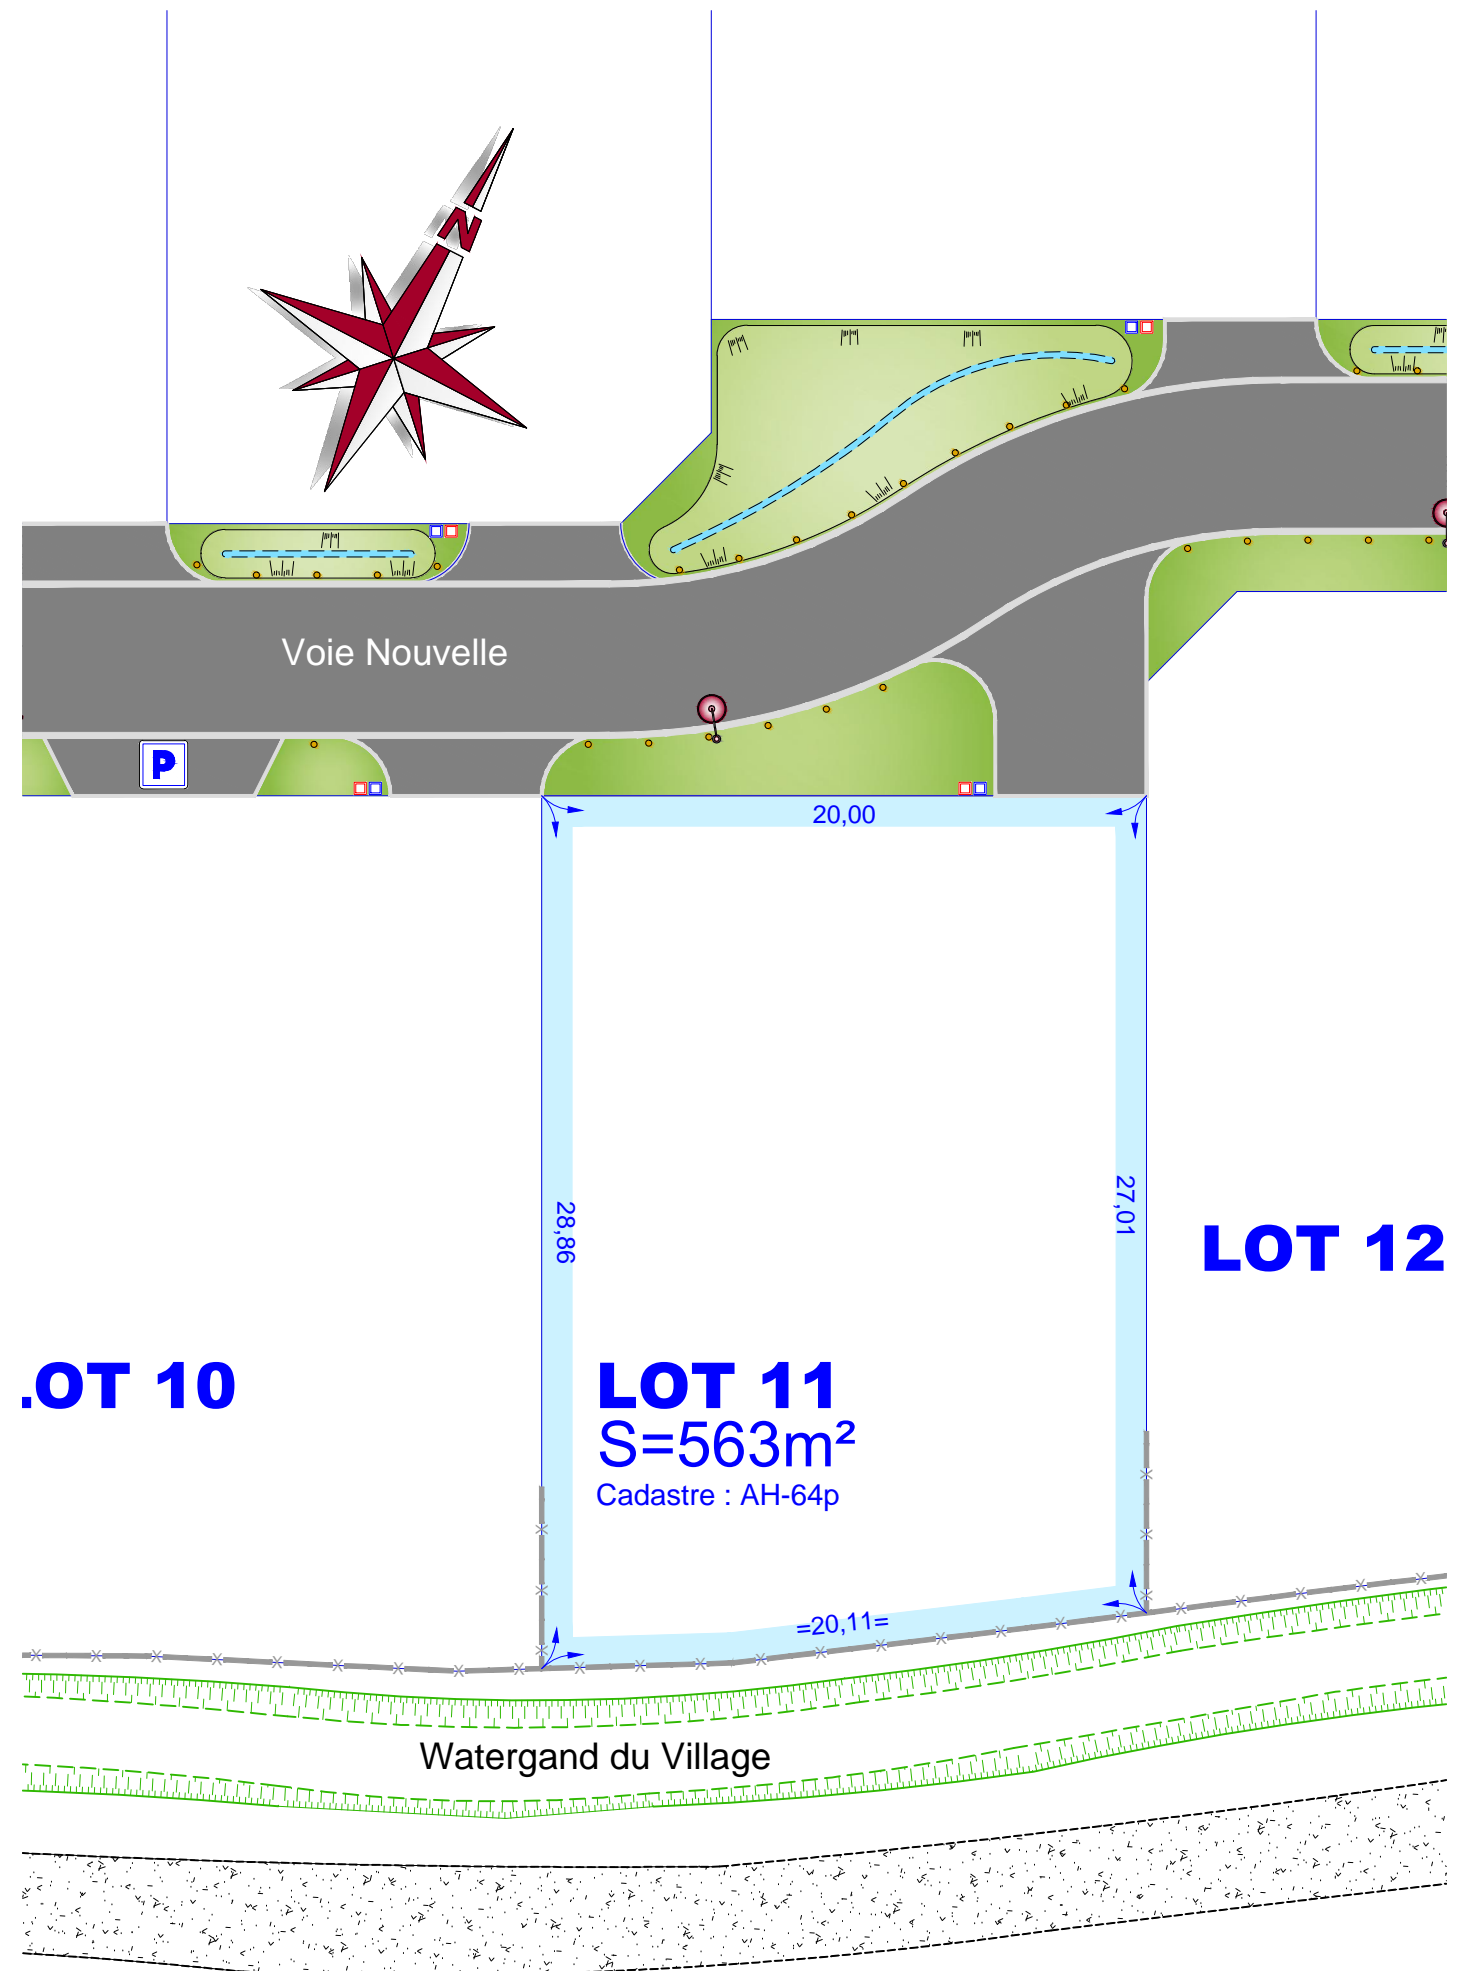 N
Voie Nouvelle
P
20,00
28,86
27,01
LOT 12
.OT 10
LOT 11
S=563m²
Cadastre : AH-64p
=20,11=
Watergand du Village